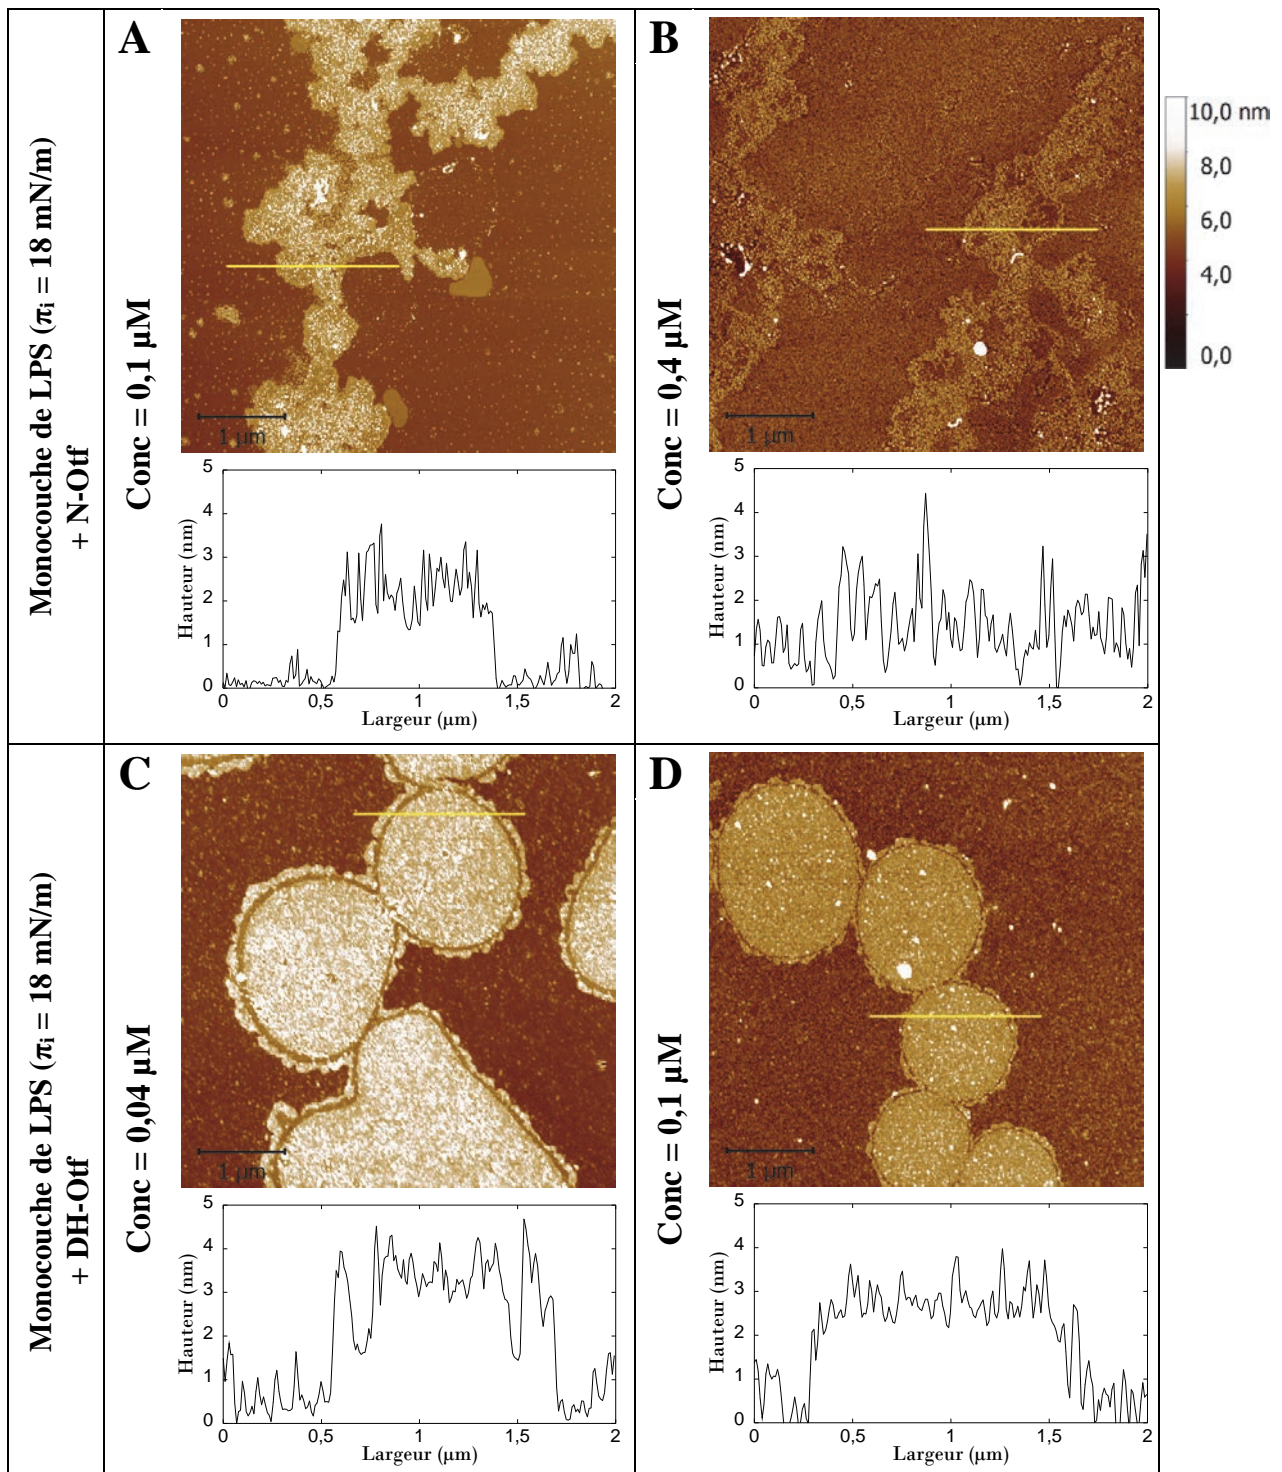 Monocouche de LPS (πi = 18 mN/m)
+ N-Otf
A
Conc = 0,1 μM
1 μm
Hauteur (nm)
5
4
3
2
1
0
0
0,5
1
1,5
2
Largeur (μm)
B
Conc = 0,4 μM
1 μm
Hauteur (nm)
5
4
3
2
1
0
0
0,5
1
1,5
2
Largeur (μm)
10,0 nm
8,0
6,0
4,0
2,0
0,0
Monocouche de LPS (πi = 18 mN/m)
+ DH-Otf
C
Conc = 0,04 μM
1 μm
Hauteur (nm)
5
4
3
2
1
0
0
0,5
1
1,5
2
Largeur (μm)
D
Conc = 0,1 μM
1 μm
Hauteur (nm)
5
4
3
2
1
0
0
0,5
1
1,5
2
Largeur (μm)